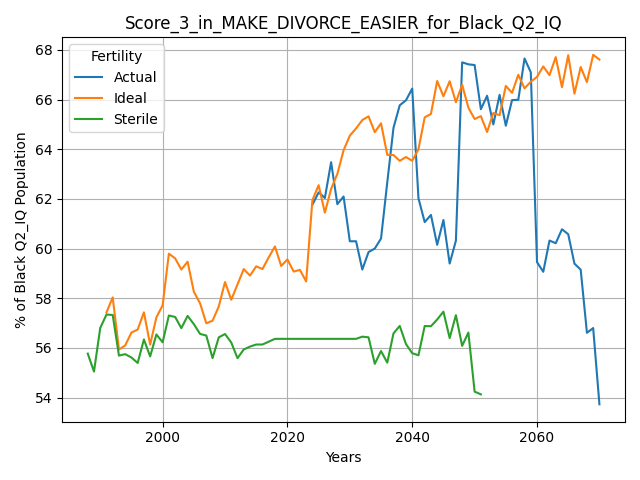 Score_3_in_MAKE_DIVORCE_EASIER_for_Black_Q2_IQ
Fertility
Actual
Ideal
Sterile
% of Black Q2_IQ Population
68
66
64
62
60
58
56
54
2000
2020
2040
2060
Years